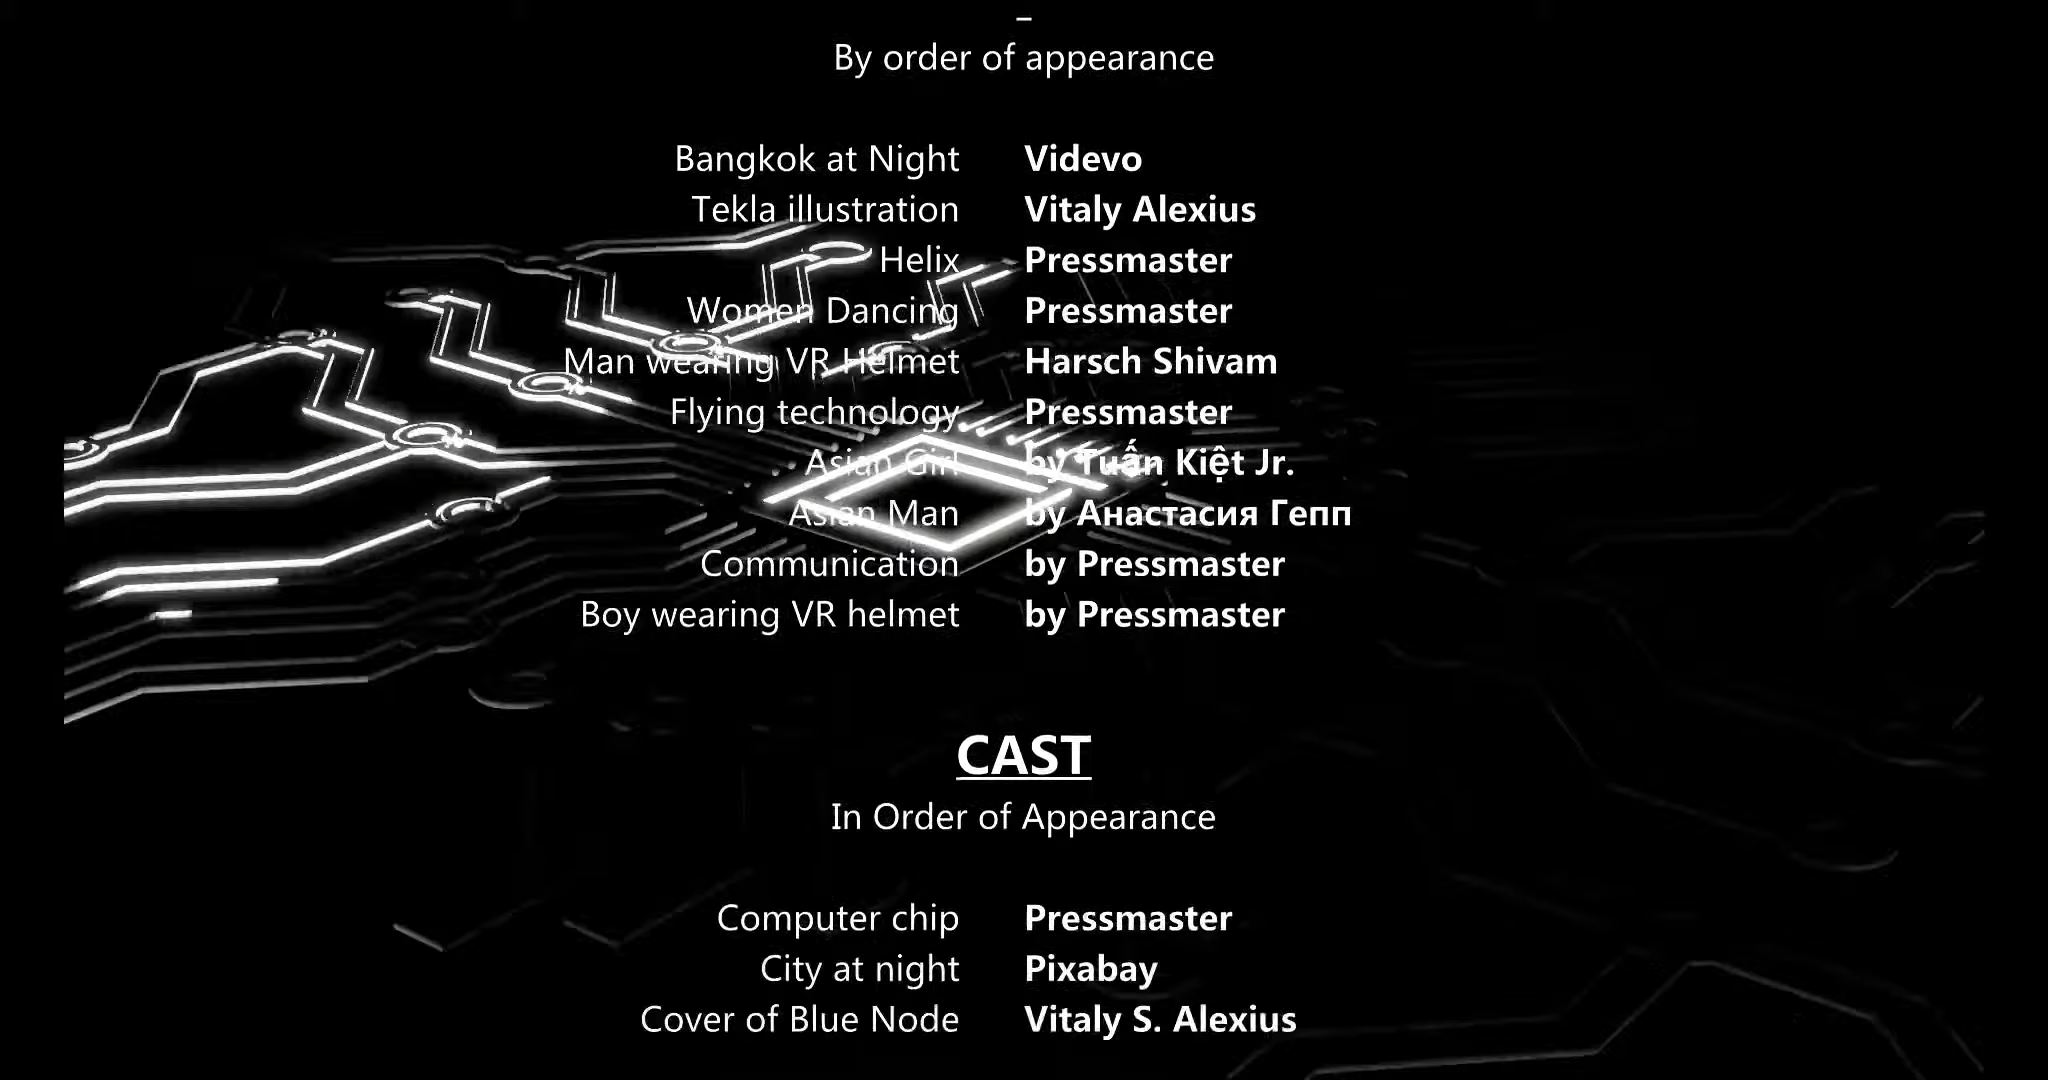 By order of appearance
Bangkok at Night Videvo
Tekla illustration Vitaly Alexius
Helix Pressmaster
Women Dancing Pressmaster
Man wearing VR Helmet Harsch Shivam
Flying technology Pressmaster
Asian Girl by Tuấn Kiệt Jr.
Asian Man by Анастасия Гепп
Communication by Pressmaster
Boy wearing VR helmet by Pressmaster
CAST
In Order of Appearance
Computer chip Pressmaster
City at night Pixabay
Cover of Blue Node Vitaly S. Alexius